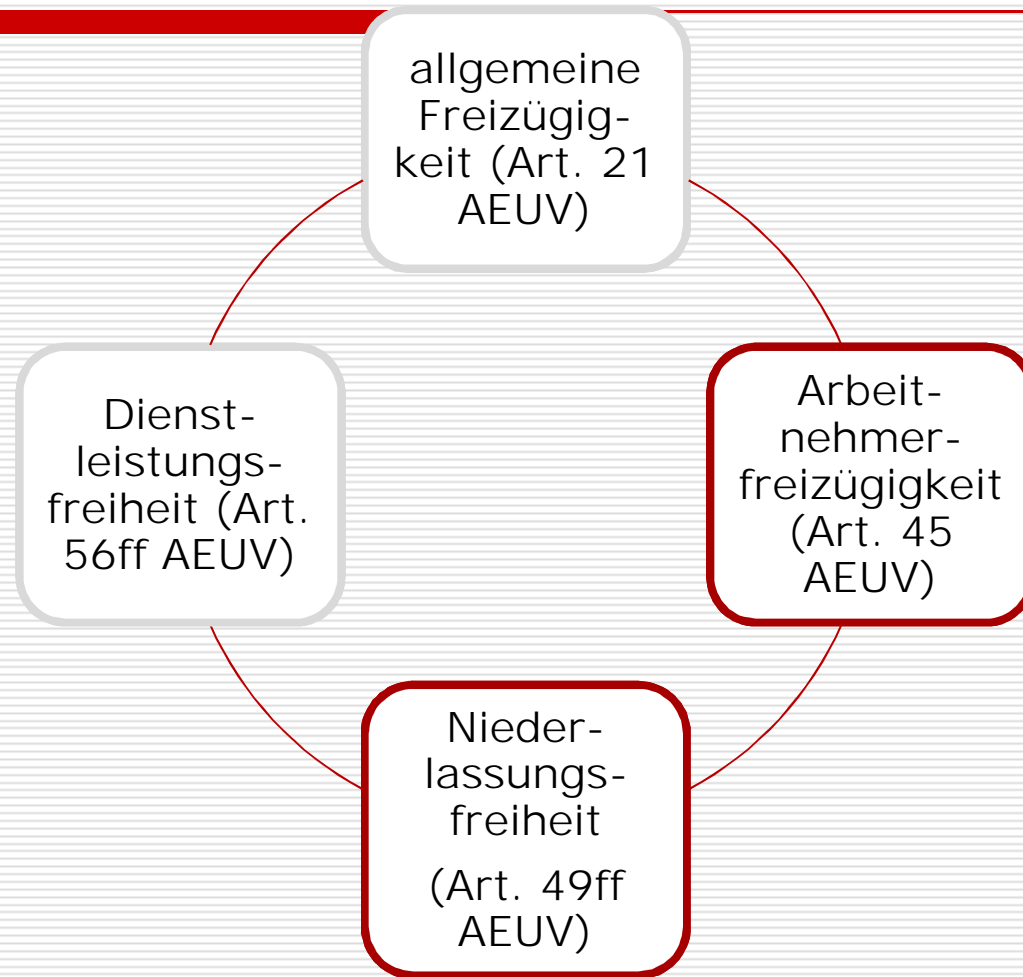 allgemeine
Freizügig-
keit (Art. 21
AEUV)
Arbeit-
nehmer-
freizügigkeit
(Art. 45
AEUV)
Nieder-
lassungs-
freiheit
(Art. 49ff
AEUV)
Dienst-
leistungs-
freiheit (Art.
56ff AEUV)